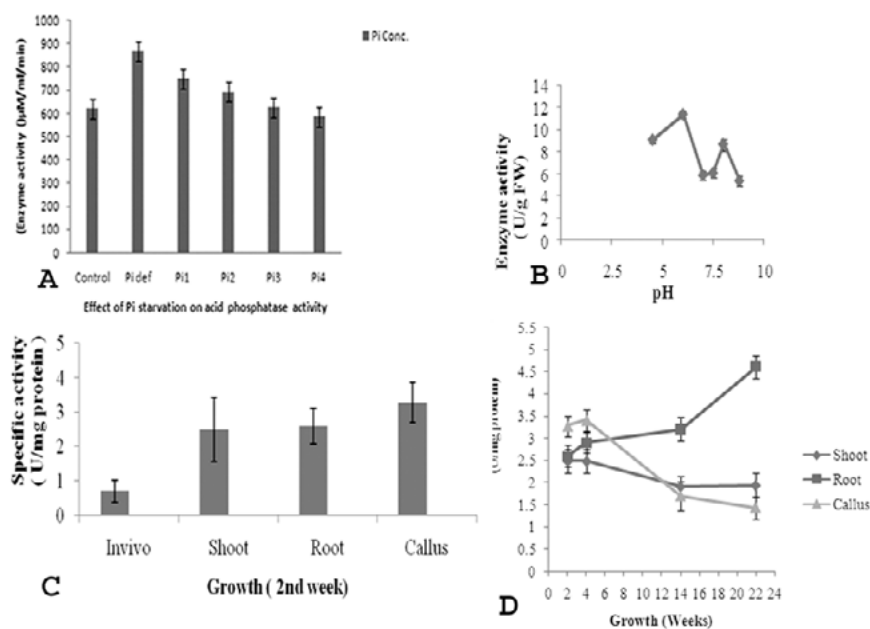 1000
900
800
700
600
500
400
300
200
100
0
(Enzyme activity (µM/ml/min)
Pi Conc.
Control Pi def Pi1 Pi2 Pi3 Pi4
A
Effect of Pi starvation on acid phosphatase activity
14
12
10
8
6
4
2
0
Enzyme activity
( U/g FW)
0 2.5 5 7.5 10
pH
B
5
4
3
2
1
0
Specific activity
( U/mg protein)
Invivo Shoot Root Callus
C
Growth ( 2nd week)
5.5
5
4.5
4
3.5
3
2.5
2
1.5
1
0.5
0
protein)
0 2 4 6 8 10 12 14 16 18 20 22 24
Shoot
Root
Callus
D
Growth (Weeks)